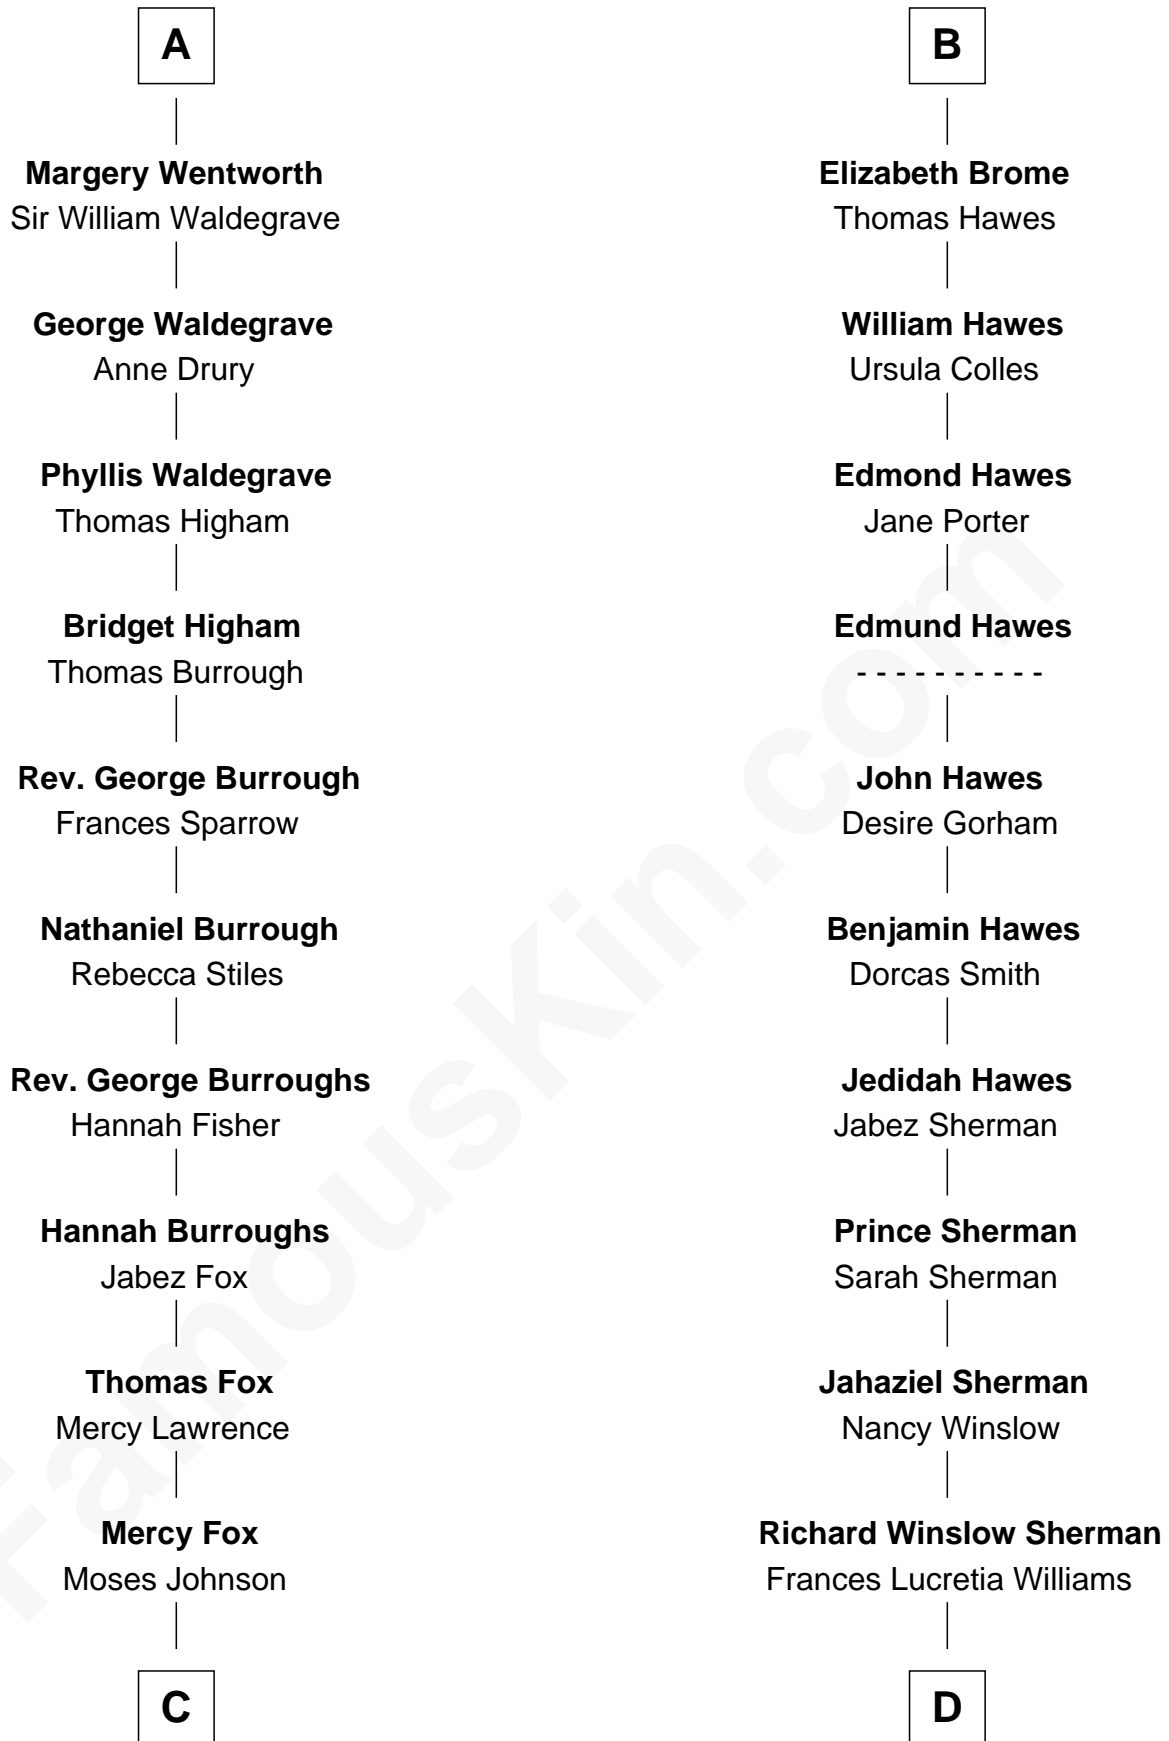 A
Margery Wentworth
Sir William Waldegrave
George Waldegrave
Anne Drury
Phyllis Waldegrave
Thomas Higham
Bridget Higham
Thomas Burrough
Rev. George Burrough
Frances Sparrow
Nathaniel Burrough
Rebecca Stiles
Rev. George Burroughs
Hannah Fisher
Hannah Burroughs
Jabez Fox
Thomas Fox
Mercy Lawrence
Mercy Fox
Moses Johnson
C
B
Elizabeth Brome
Thomas Hawes
William Hawes
Ursula Colles
Edmond Hawes
Jane Porter
Edmund Hawes
- - - - - - - - - -
John Hawes
Desire Gorham
Benjamin Hawes
Dorcas Smith
Jedidah Hawes
Jabez Sherman
Prince Sherman
Sarah Sherman
Jahaziel Sherman
Nancy Winslow
Richard Winslow Sherman
Frances Lucretia Williams
D
FamousKin.com